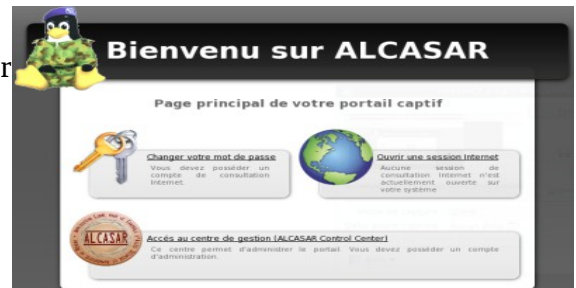 r
Bienvenu sur ALCASAR
Page principal de votre portail captif
Changer votre mot de passe
Vous devez posséder un
compte de consultation
Internet.
Ouvrir une session Internet
Aucune session de
consultation Internet n'est
actuellement ouverte sur
votre système
ALCASAR
Accès au centre de gestion (ALCASAR Control Center)
Ce centre permet d'administrer le portail. Vous devez posséder un compte
d'administration.